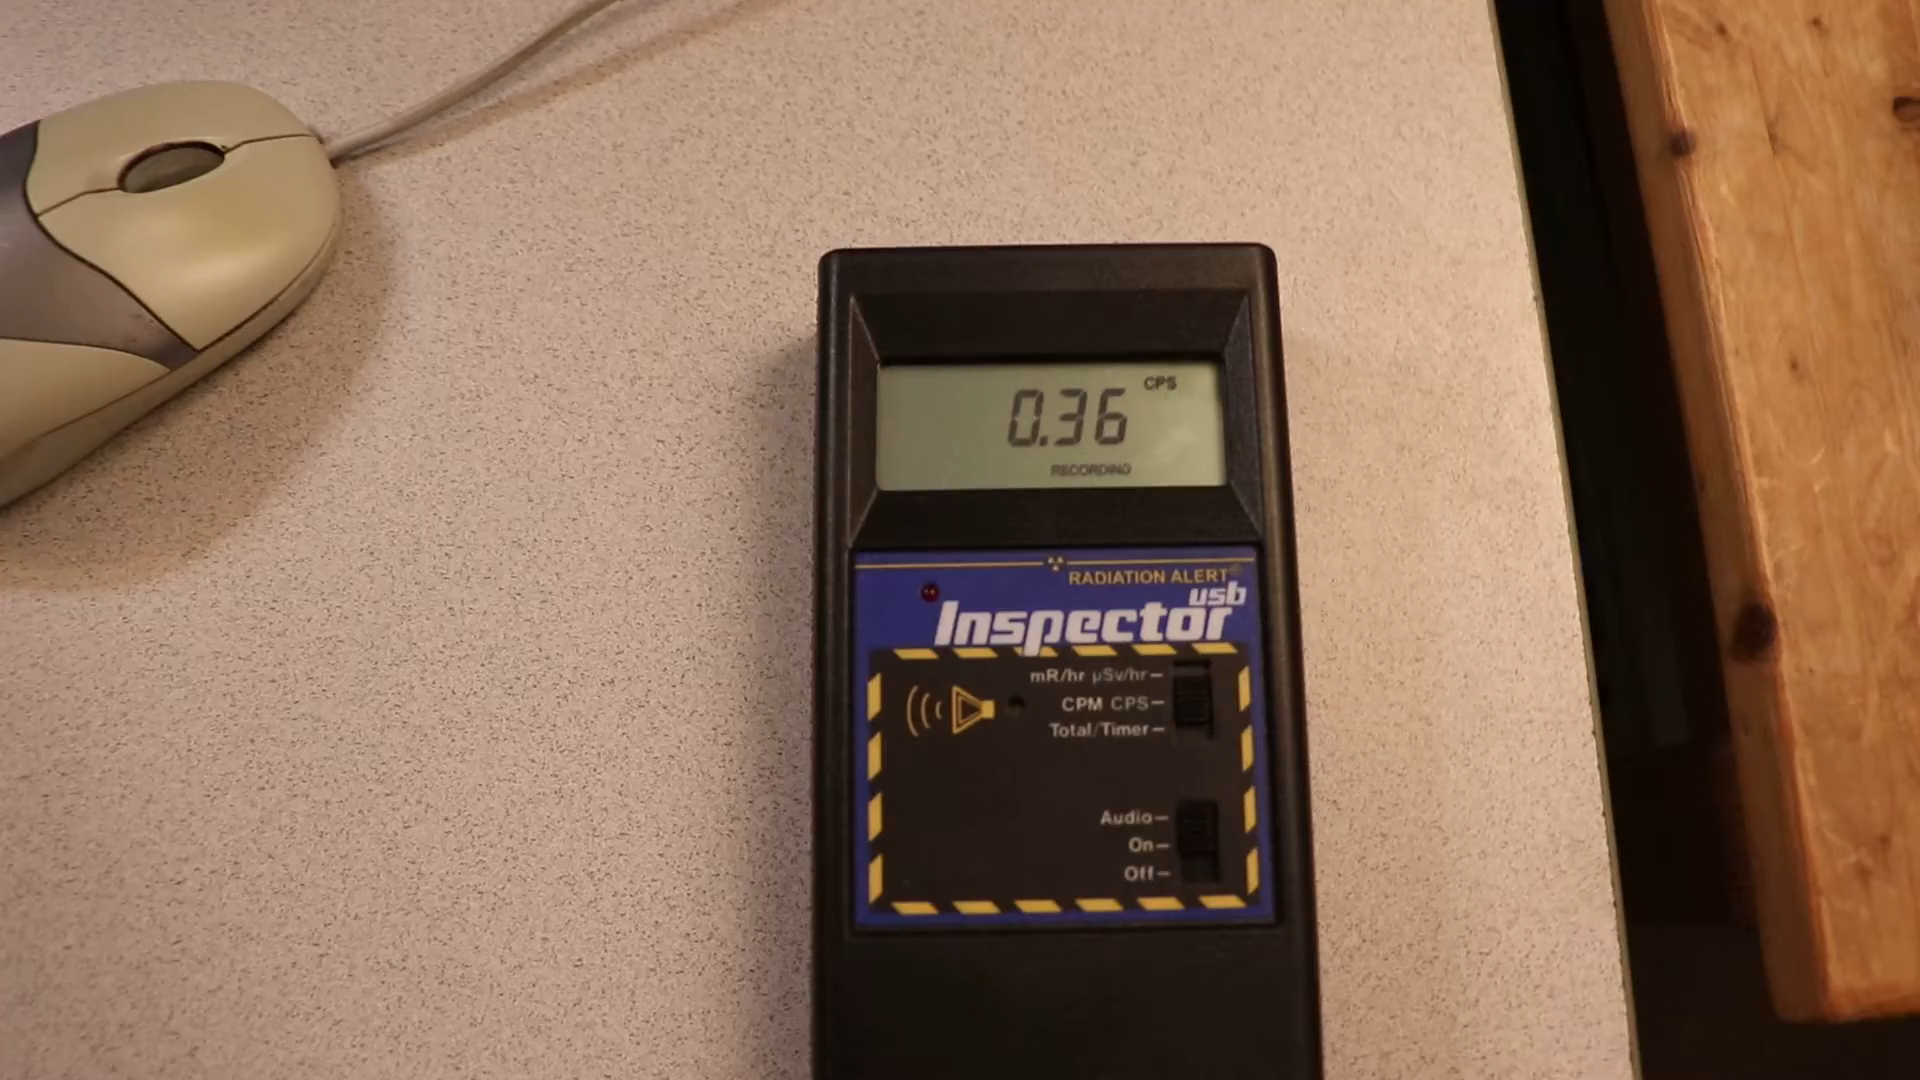 CPS
0.36
RECORDING
RADIATION ALERT®
Inspector usb
mR/hr µSv/hr
CPM CPS
Total/Timer
Audio
On
Off